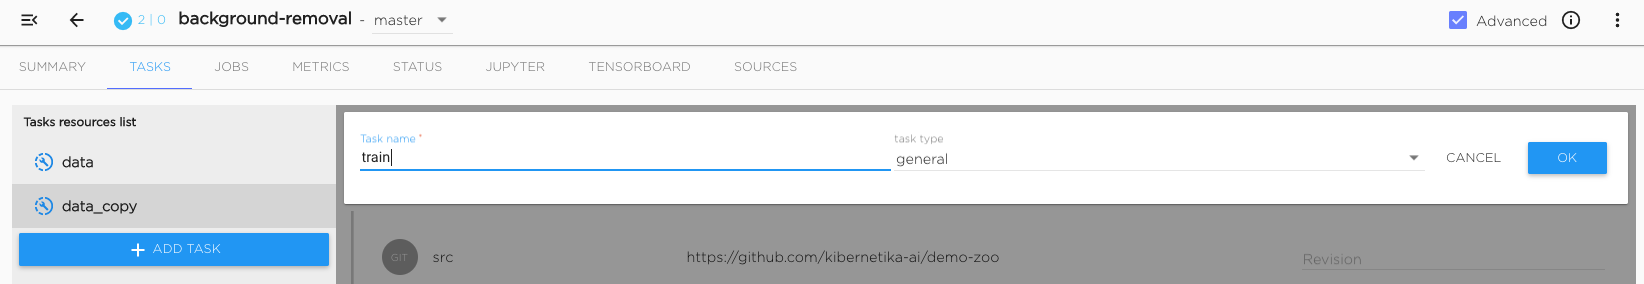 2 | 0 background-removal - master Advanced
SUMMARY TASKS JOBS METRICS STATUS JUPYTER TENSORBOARD SOURCES
Tasks resources list
data
data_copy
ADD TASK
Task name * task type
train general CANCEL OK
GIT src https://github.com/kibernetika-ai/demo-zoo Revision